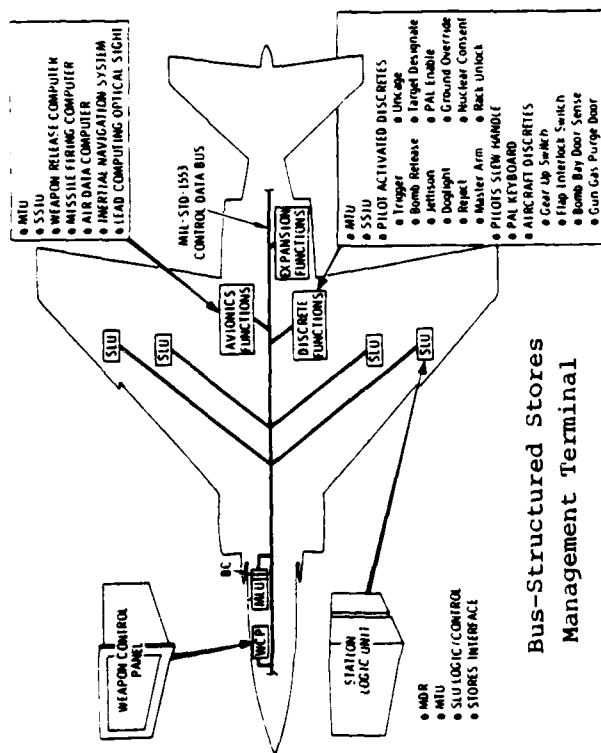 MTU
SSIU
WEAPON RELEASE COMPUTER
MISSILE FIRING COMPUTER
AIR DATA COMPUTER
INERTIAL NAVIGATION SYSTEM
LEAD COMPUTING OPTICAL SIGHT
MIL-STD-1553
CONTROL DATA BUS
SLU
SLU
AVIONICS
FUNCTIONS
EXPANSION
FUNCTIONS
DISCRETE
FUNCTIONS
SLU
SLU
BC
MLU
WCP
WEAPON CONTROL
PANEL
STATION
LOGIC UNIT
MDR
MTU
SLU LOGIC/CONTROL
STORES INTERFACE
MTU
SSIU
PILOT ACTIVATED DISCRETES
Trigger
Bomb Release
Jettison
Dogfight
Reject
Master Arm
Uncage
Target Designate
PAL Enable
Ground Override
Nuclear Consent
Rack Unlock
PILOTS SLEW HANDLE
PAL KEYBOARD
AIRCRAFT DISCRETES
Gear Up Switch
Flap Interlock Switch
Bomb Bay Door Sense
Gun Gas Purge Door
Bus-Structured Stores
Management Terminal